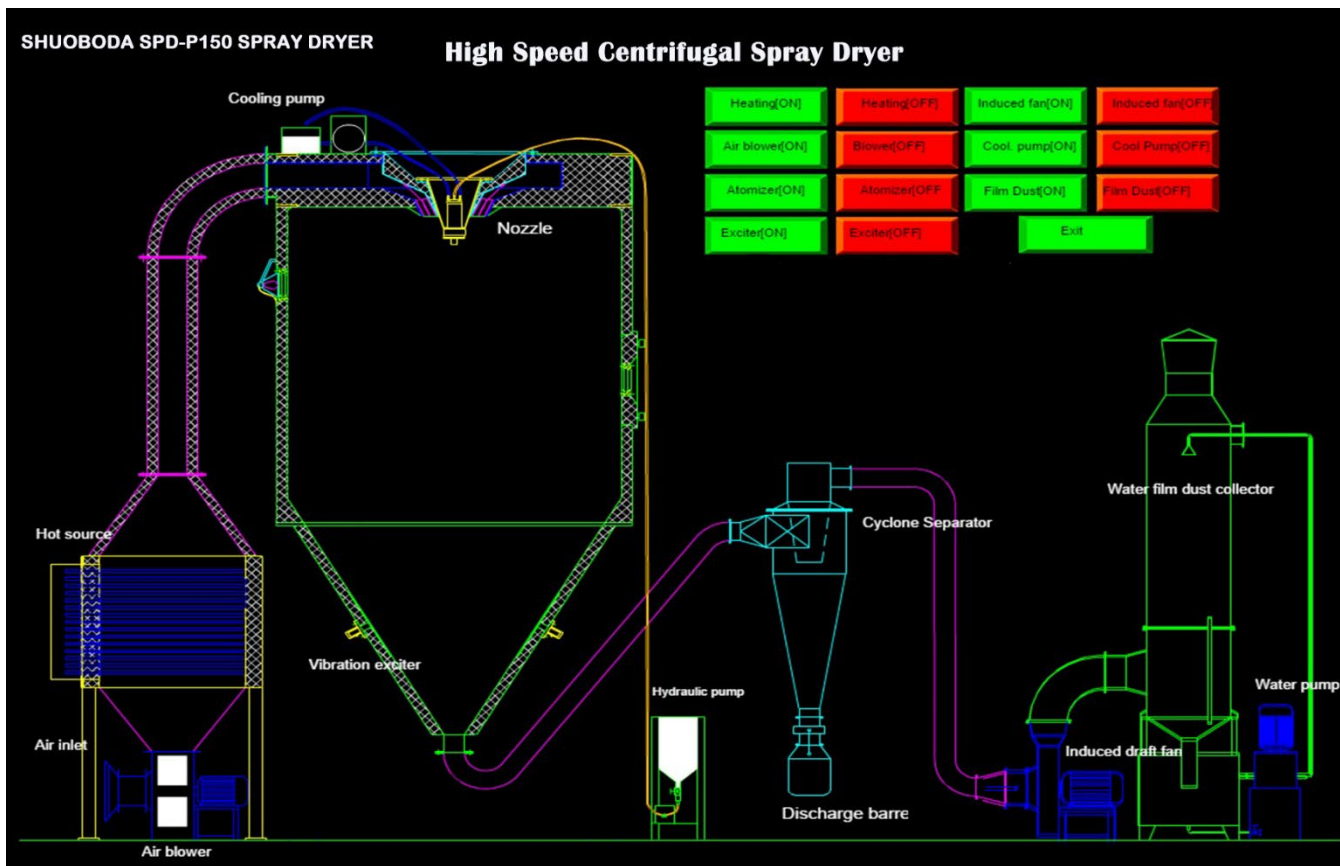 SHUOBODA SPD-P150 SPRAY DRYER
High Speed Centrifugal Spray Dryer
Cooling pump
Heating[ON]
Heating[OFF]
Induced fan[ON]
Induced fan[OFF]
Air blower[ON]
Blower[OFF]
Cool. pump[ON]
Cool Pump[OFF]
Atomizer[ON]
Atomizer[OFF
Film Dust[ON]
Film Dust[OFF]
Exciter[ON]
Exciter[OFF]
Exit
Nozzle
Water film dust collector
Hot source
Cyclone Separator
Vibration exciter
Hydraulic pump
Water pump
Air inlet
Induced draft fan
Discharge barre
Air blower